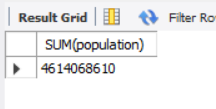 Result Grid Filter Ro
SUM(population)
4614068610